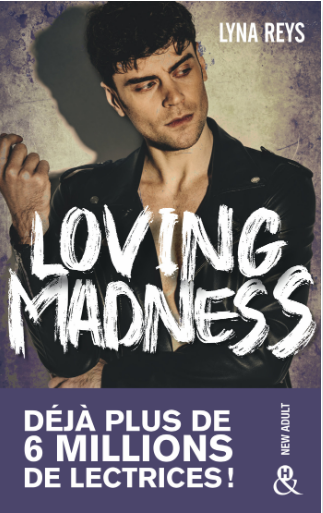 LYNA REYS
LOVING
MADNESS
DÉJÀ PLUS DE
6 MILLIONS
DE LECTRICES !
NEW ADULT
&H